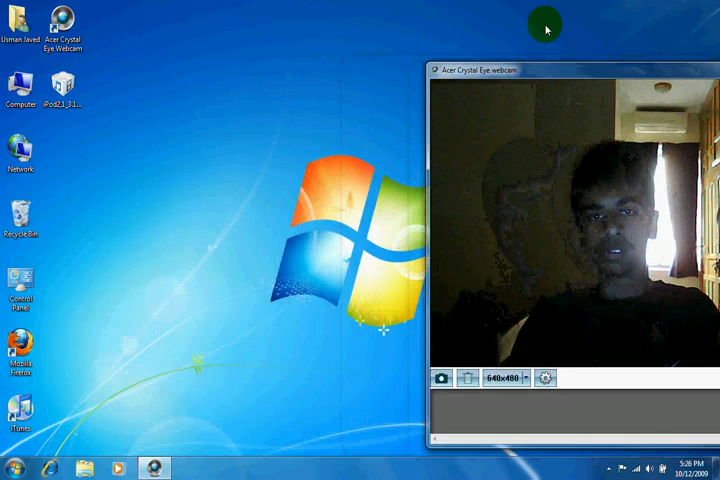 Usman Javed
Acer Crystal
Eye Webcam
Computer
iPod2,1_3.1...
Network
Recycle Bin
Control
Panel
Mozilla
Firefox
iTunes
Acer Crystal Eye webcam
640x480
5:26 PM
10/12/2009